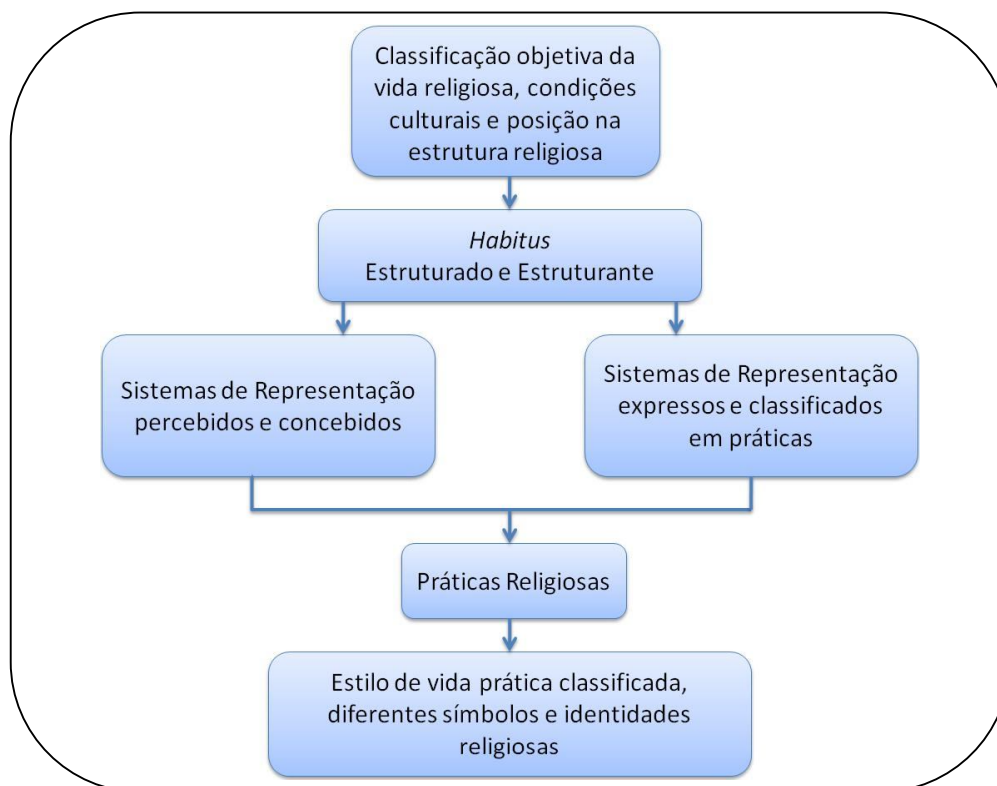 Classificação objetiva da
vida religiosa, condições
culturais e posição na
estrutura religiosa
Habitus
Estruturado e Estruturante
Sistemas de Representação
percebidos e concebidos
Sistemas de Representação
expressos e classificados
em práticas
Práticas Religiosas
Estilo de vida prática classificada,
diferentes símbolos e identidades
religiosas